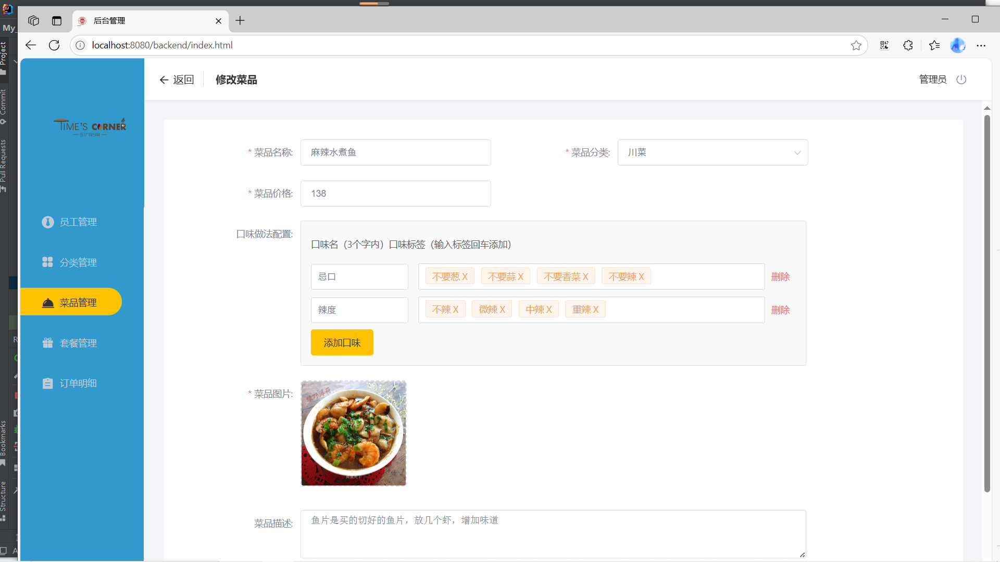 My_
后台管理
localhost:8080/backend/index.html
Project
Commit
Pull Requests
Bookmarks
Structure
TIME'S CORNER
返回
修改菜品
管理员
员工管理
分类管理
菜品管理
套餐管理
订单明细
* 菜品名称:
麻辣水煮鱼
* 菜品分类:
川菜
* 菜品价格:
138
口味做法配置:
口味名（3个字内）口味标签（输入标签回车添加）
忌口
不要葱 X
不要蒜 X
不要香菜 X
不要辣 X
删除
辣度
不辣 X
微辣 X
中辣 X
重辣 X
删除
添加口味
* 菜品图片:
菜品描述:
鱼片是买的切好的鱼片，放几个虾，增加味道